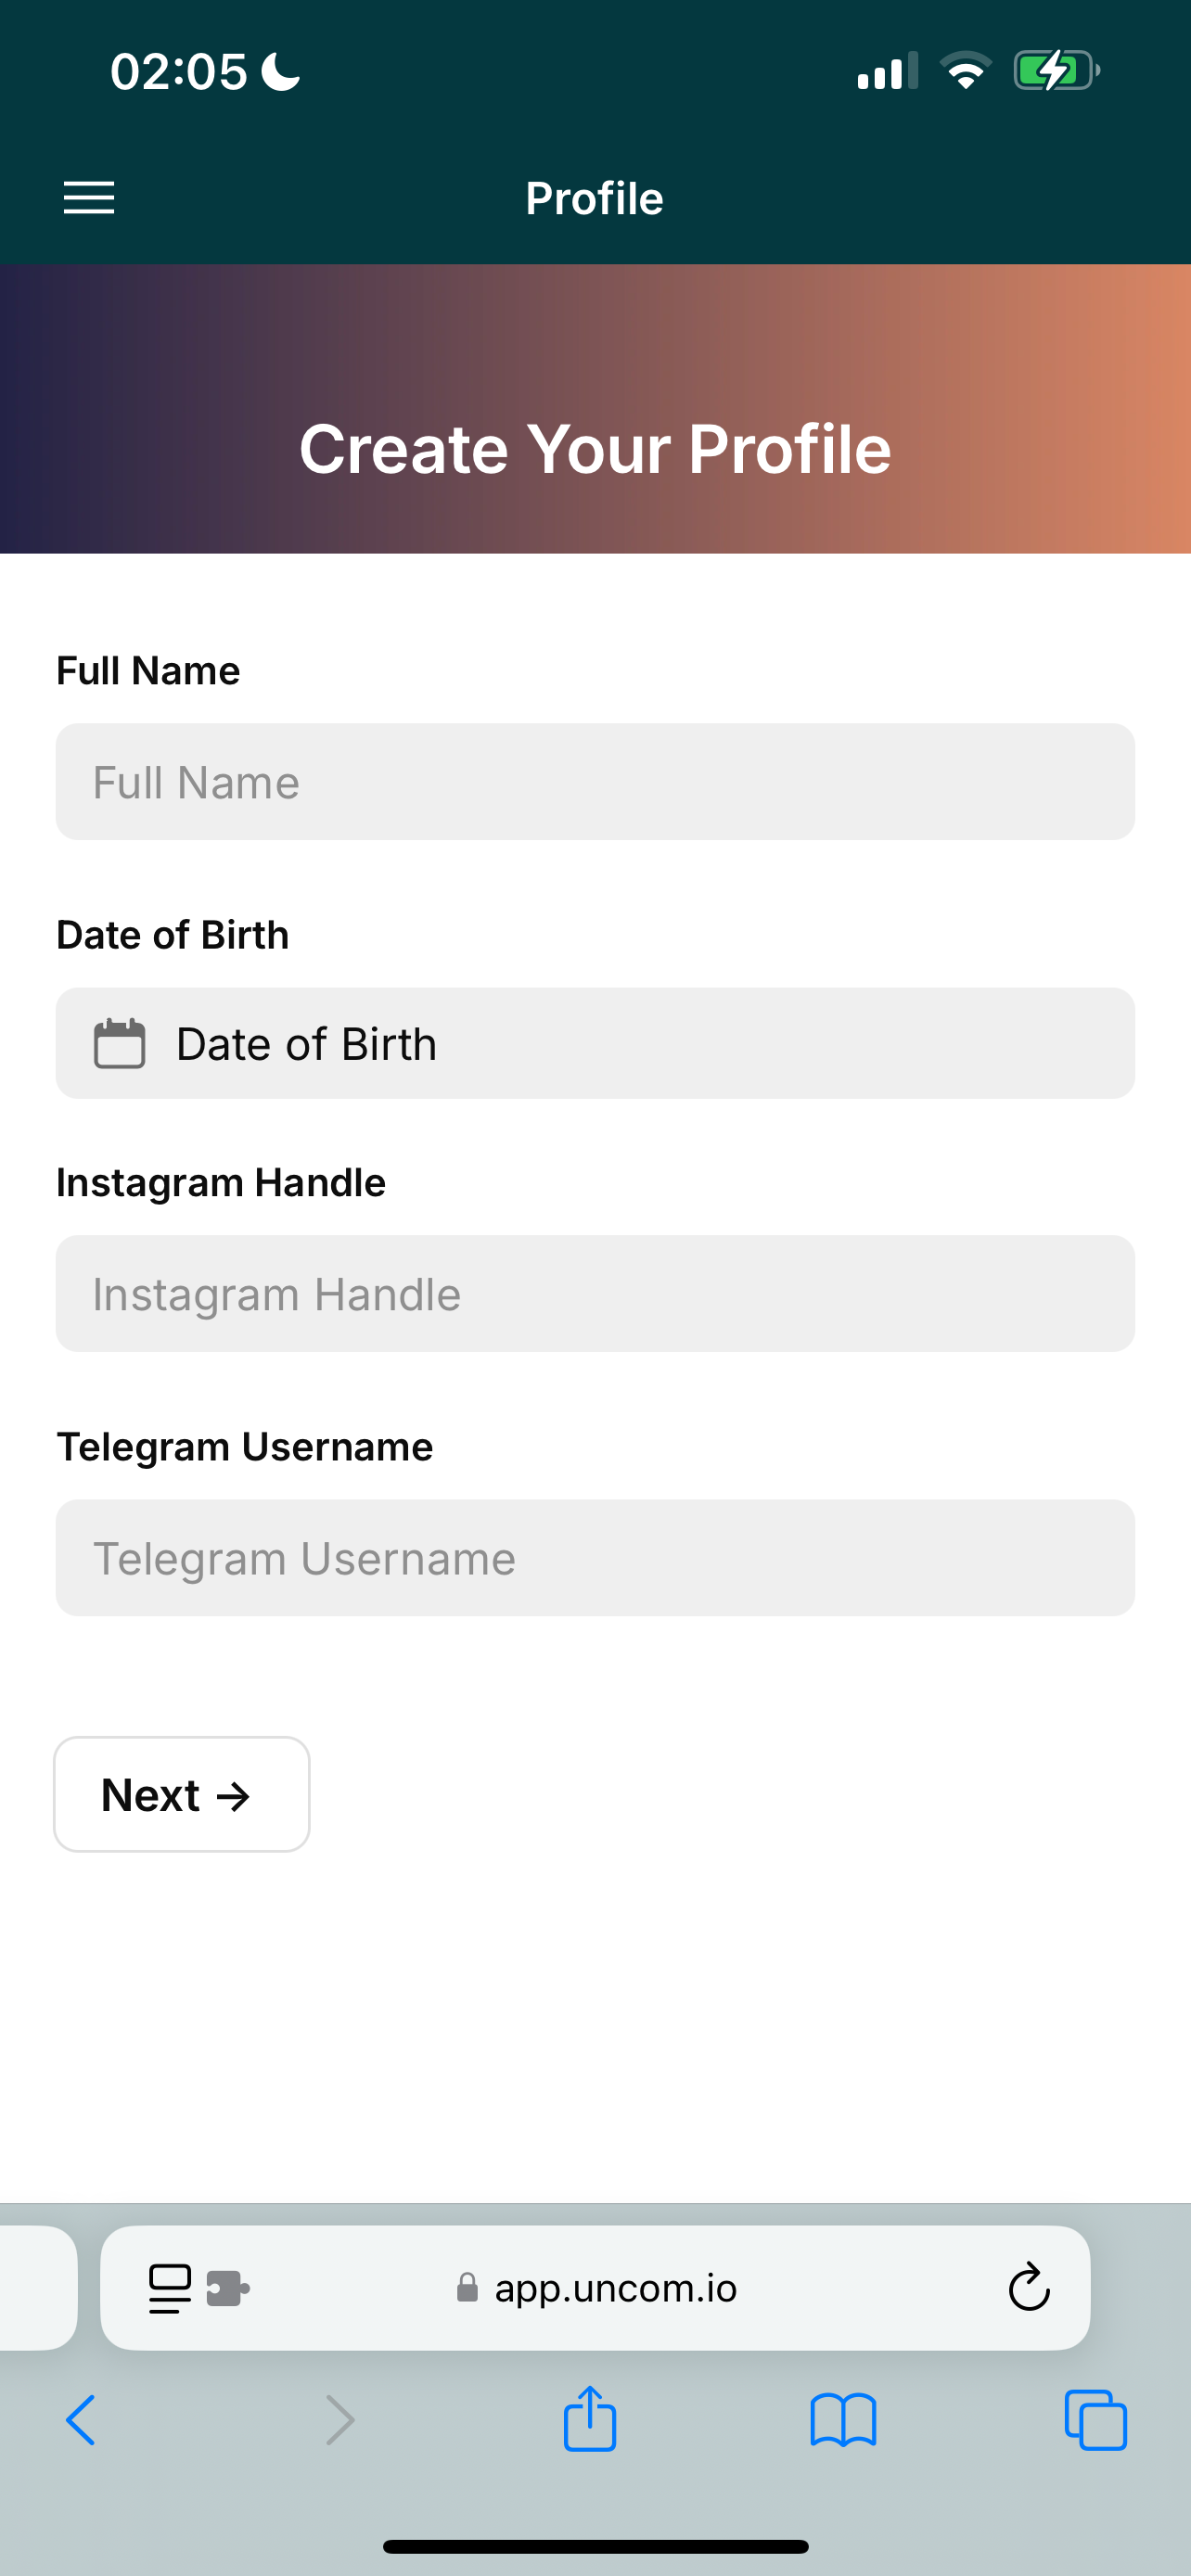 02:05
Profile
Create Your Profile
Full Name
Full Name
Date of Birth
Date of Birth
Instagram Handle
Instagram Handle
Telegram Username
Telegram Username
Next →
app.uncom.io